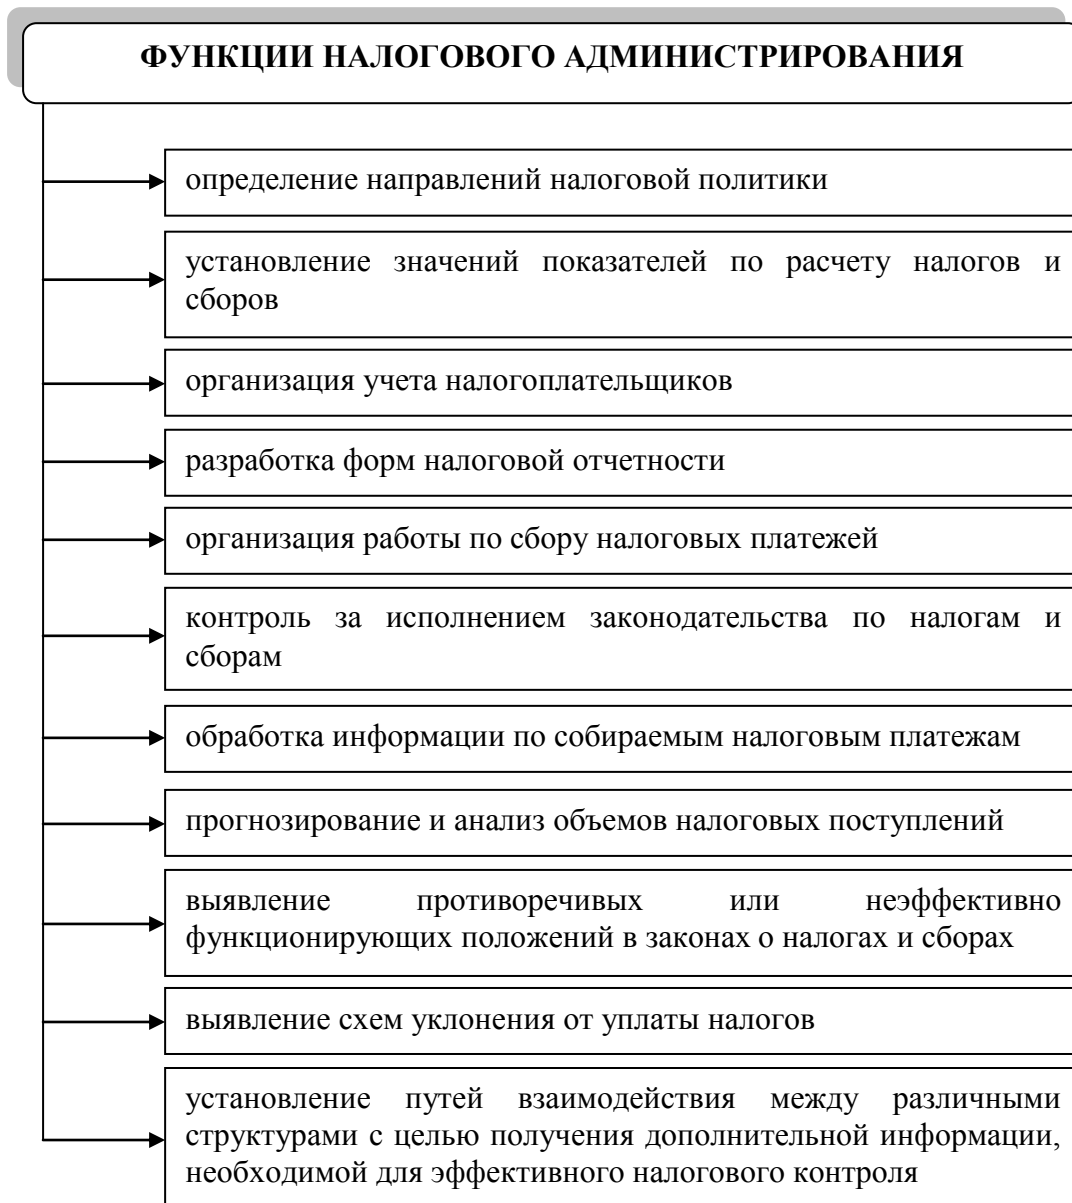 ФУНКЦИИ НАЛОГОВОГО АДМИНИСТРИРОВАНИЯ
определение направлений налоговой политики
установление значений показателей по расчету налогов и
сборов
организация учета налогоплательщиков
разработка форм налоговой отчетности
организация работы по сбору налоговых платежей
контроль за исполнением законодательства по налогам и
сборам
обработка информации по собираемым налоговым платежам
прогнозирование и анализ объемов налоговых поступлений
выявление противоречивых или неэффективно
функционирующих положений в законах о налогах и сборах
выявление схем уклонения от уплаты налогов
установление путей взаимодействия между различными
структурами с целью получения дополнительной информации,
необходимой для эффективного налогового контроля